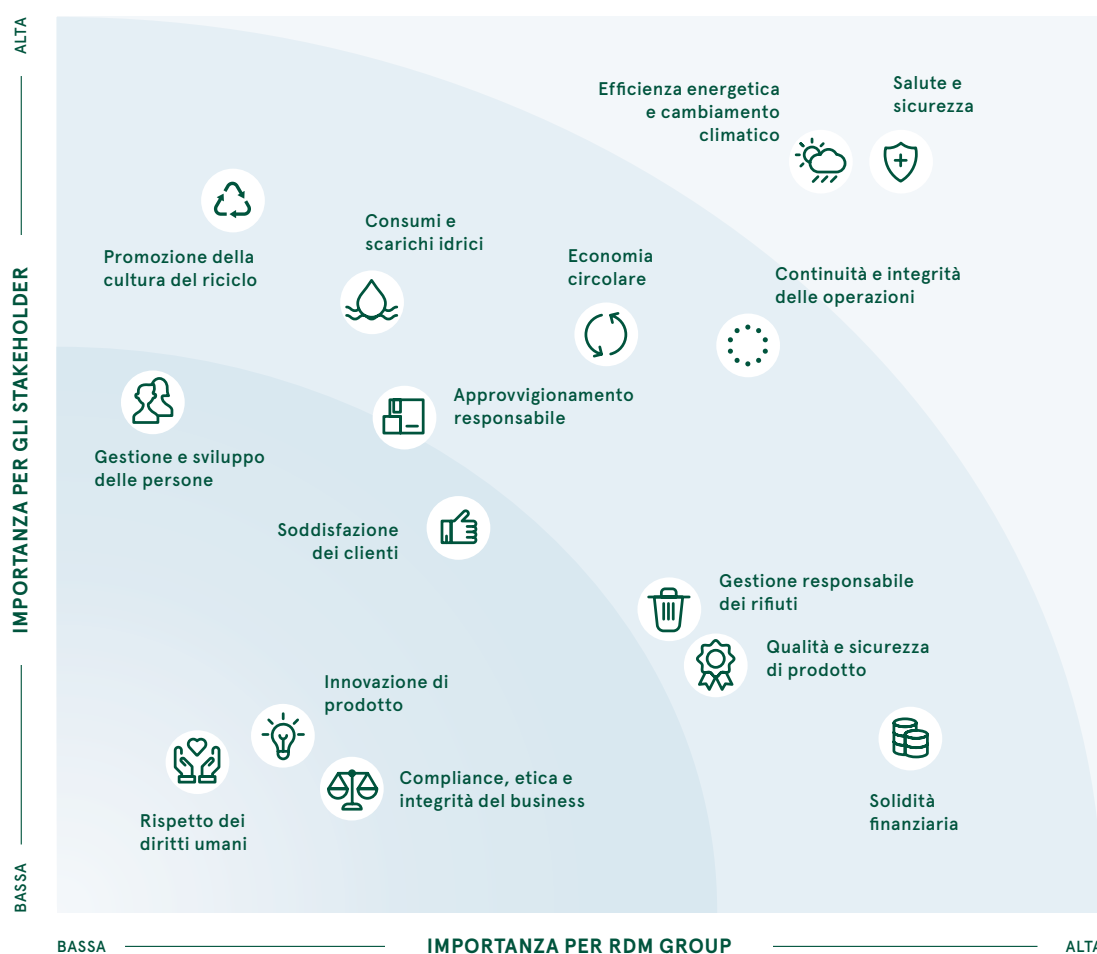 ALTA
Efficienza energetica
e cambiamento
climatico
Salute e
sicurezza
Consumi e
scarichi idrici
Promozione della
cultura del riciclo
Economia
circolare
Continuità e integrità
delle operazioni
IMPORTANZA PER GLI STAKEHOLDER
Approvvigionamento
responsabile
Gestione e sviluppo
delle persone
Soddisfazione
dei clienti
Gestione responsabile
dei rifiuti
Qualità e sicurezza
di prodotto
Innovazione di
prodotto
Compliance, etica e
integrità del business
Solidità
finanziaria
Rispetto dei
diritti umani
BASSA
BASSA
IMPORTANZA PER RDM GROUP
ALTA